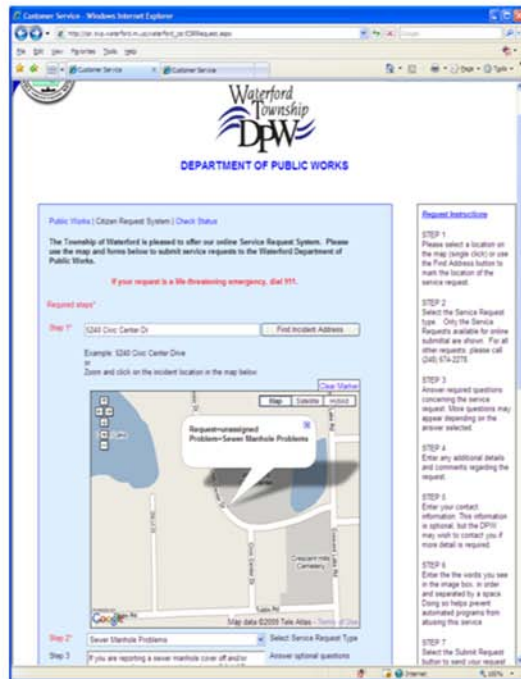 Customer Service - Windows Internet Explorer
Customer Service
Customer Service
Waterford
Township
DPW
DEPARTMENT OF PUBLIC WORKS
Public Works | Citizen Request System | Check Status
The Township of Waterford is pleased to offer our online Service Request System. Please
use the map and forms below to submit service requests to the Waterford Department of
Public Works.
If your request is a life-threatening emergency, dial 911.
Required steps*
Step 1*
5240 Civic Center Dr
Find Incident Address
Example: 5240 Civic Center Drive
or
Zoom and click on the incident location in the map below
Clear Marker
Map
Satellite
Hybrid
Request=unassigned
Problem=Sewer Manhole Problems
Crescent Lake Rd
Civic Center Dr
Crescent Hills
Cemetery
Google
Map data ©2009 Tele Atlas - Terms of Use
Step 2*
Sewer Manhole Problems
Select Service Request Type
Step 3
If you are reporting a sewer manhole cover off and/or
Answer optional questions
Request Instructions
STEP 1
Please select a location on
the map (single click) or use
the Find Address button to
mark the location of the
service request.
STEP 2
Select the Service Request
type. Only the Service
Requests available for online
submittal are shown. For all
other requests, please call
(248) 674-2278.
STEP 3
Answer required questions
concerning the service
request. More questions may
appear depending on the
answer selected.
STEP 4
Enter any additional details
and comments regarding the
request.
STEP 5
Enter your contact
information. This information
is optional, but the DPW
may wish to contact you if
more detail is required.
STEP 6
Enter the the words you see
in the image box, in order
and separated by a space.
Doing so helps prevent
automated programs from
abusing this service
STEP 7
Select the Submit Request
button to send your request
Internet
100%